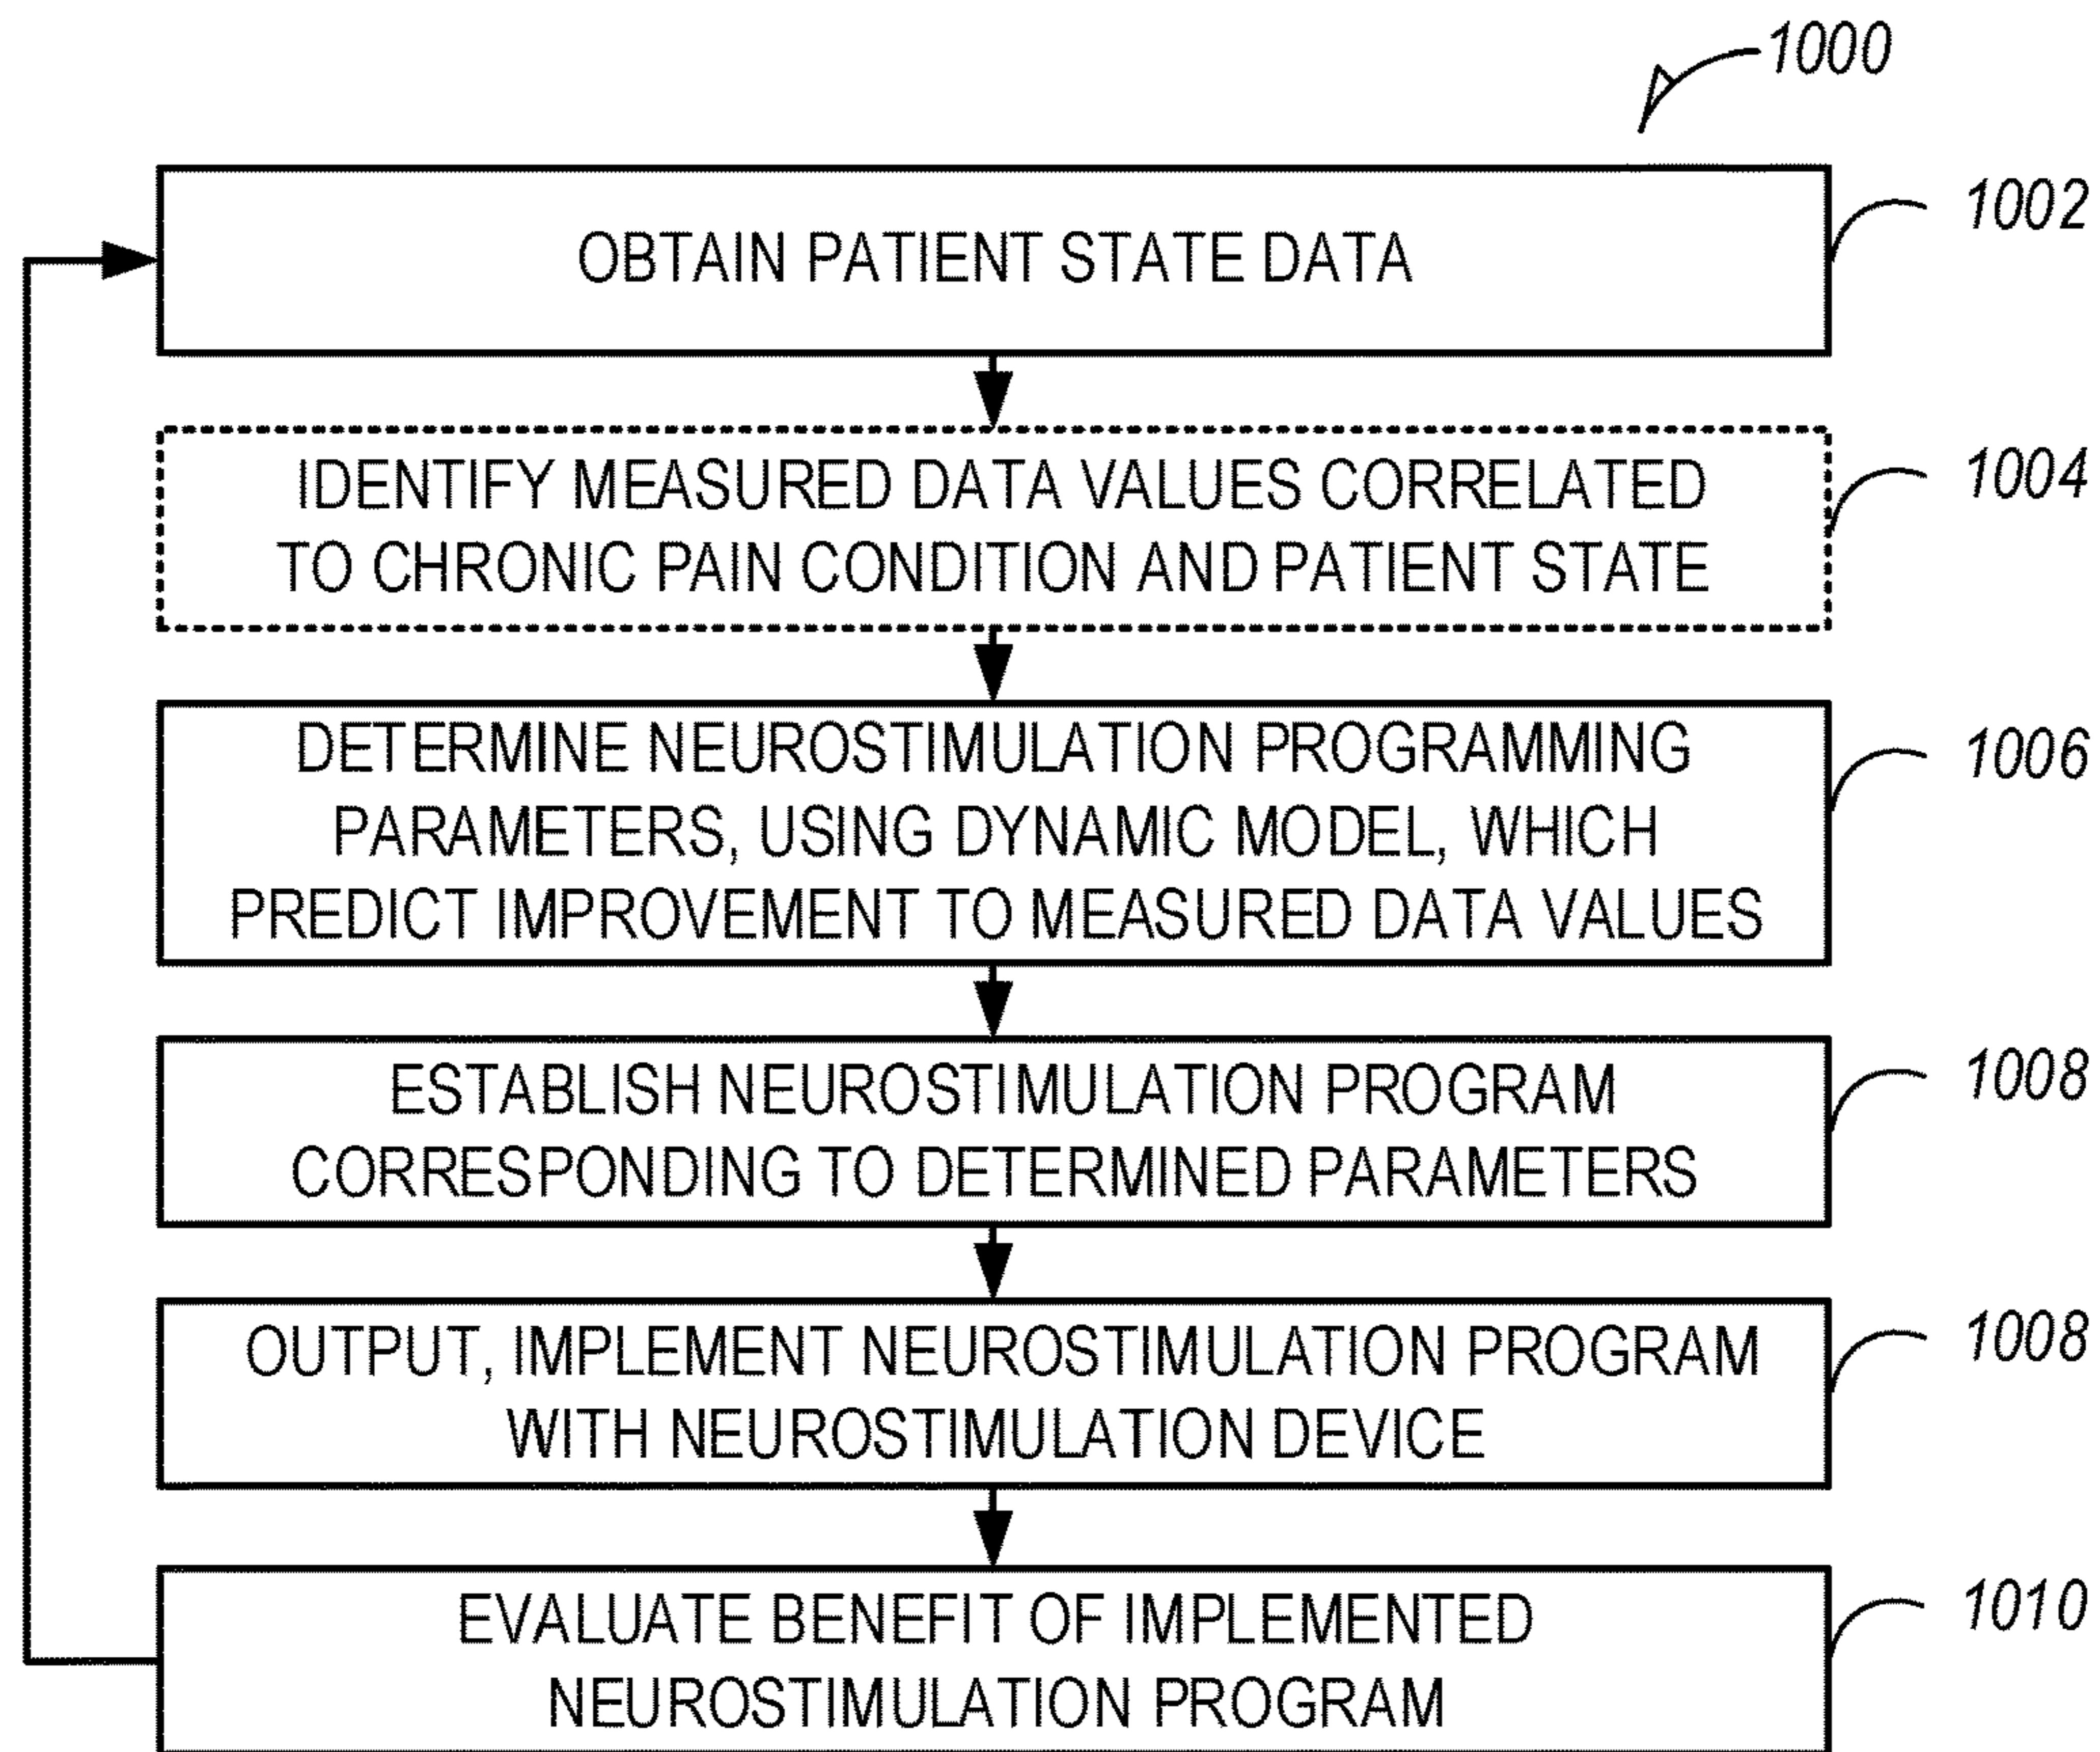 1000
OBTAIN PATIENT STATE DATA
1002
IDENTIFY MEASURED DATA VALUES CORRELATED
TO CHRONIC PAIN CONDITION AND PATIENT STATE
1004
DETERMINE NEUROSTIMULATION PROGRAMMING
PARAMETERS, USING DYNAMIC MODEL, WHICH
PREDICT IMPROVEMENT TO MEASURED DATA VALUES
1006
ESTABLISH NEUROSTIMULATION PROGRAM
CORRESPONDING TO DETERMINED PARAMETERS
1008
OUTPUT, IMPLEMENT NEUROSTIMULATION PROGRAM
WITH NEUROSTIMULATION DEVICE
1008
EVALUATE BENEFIT OF IMPLEMENTED
NEUROSTIMULATION PROGRAM
1010